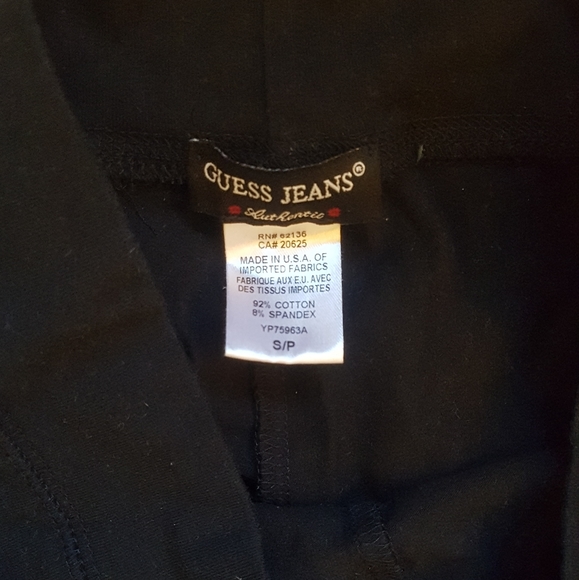 GUESS JEANS®
Authentic
RN# 62136
CA# 20625
MADE IN U.S.A. OF
IMPORTED FABRICS
FABRIQUE AUX E.U. AVEC
DES TISSUS IMPORTES
92% COTTON
8% SPANDEX
YP75963A
S/P